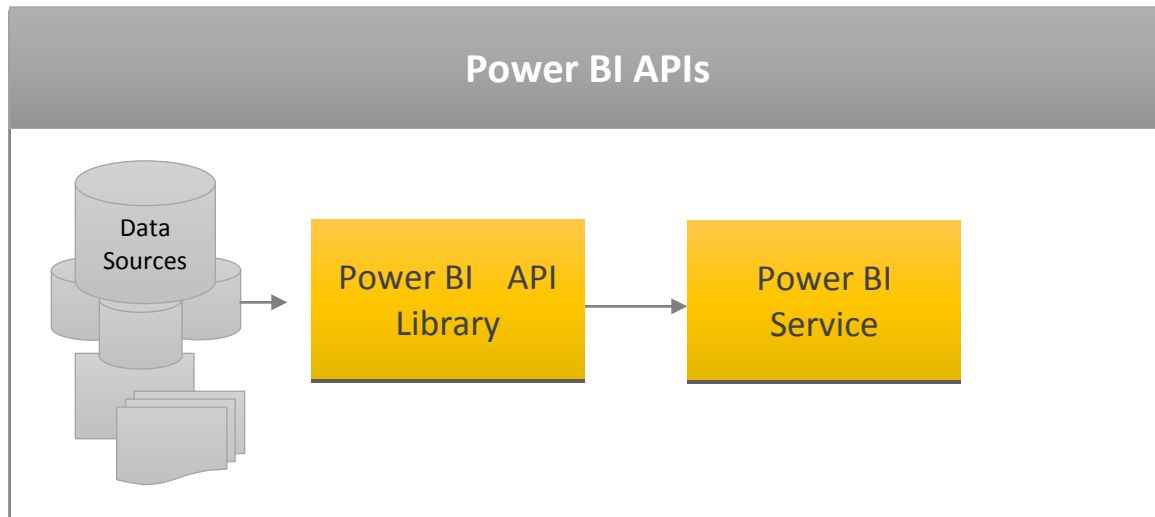 Power BI APIs
Data
Sources
Power BI API
Library
Power BI
Service